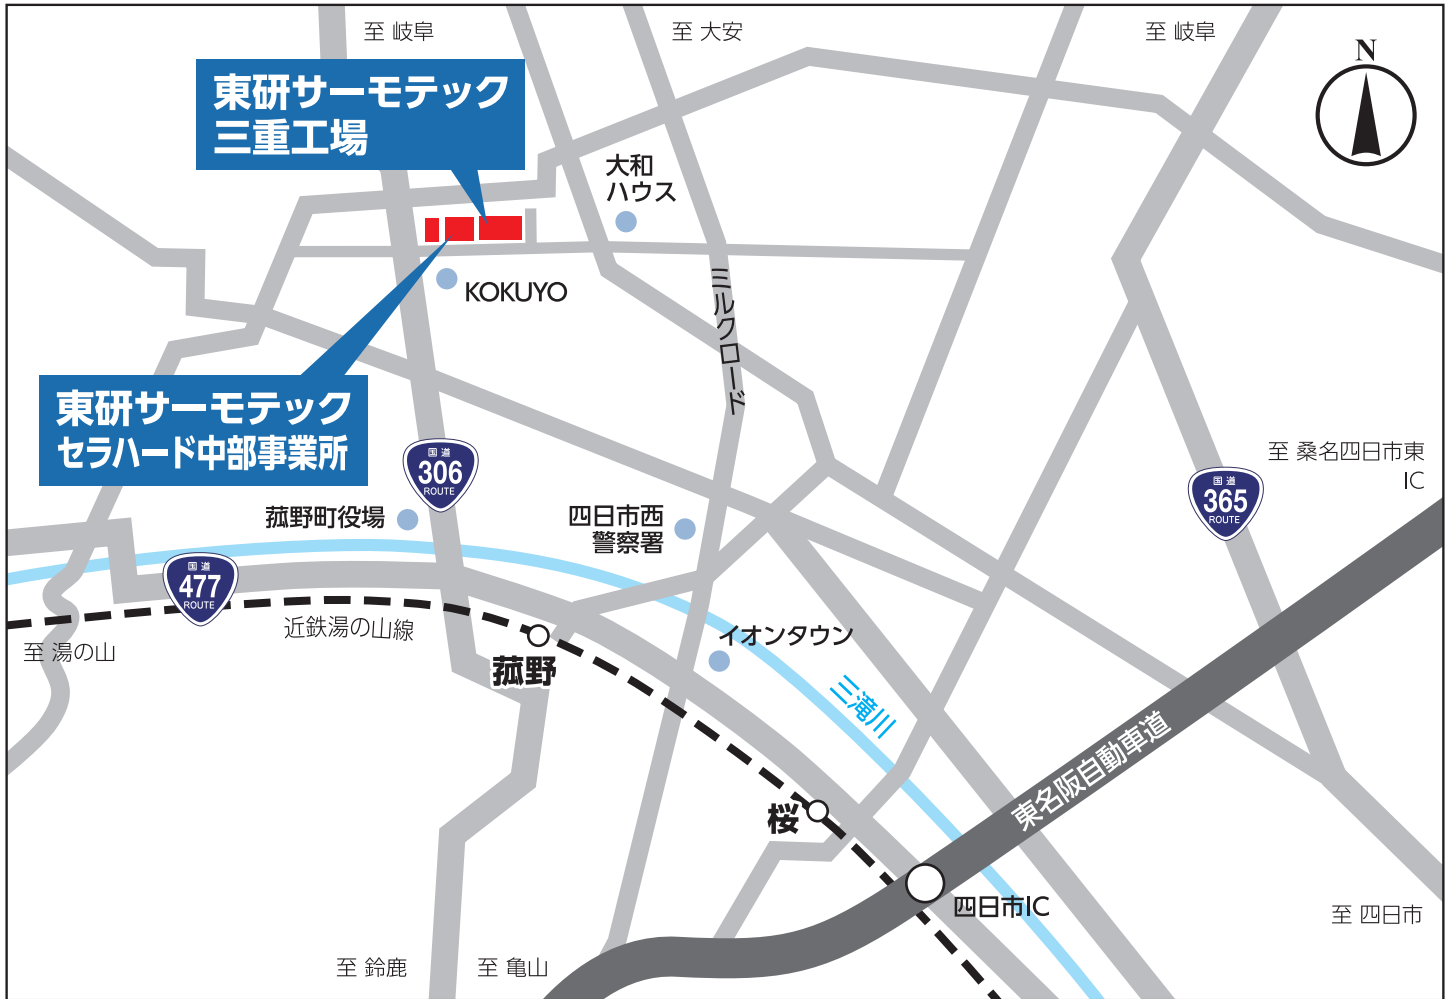 至 岐阜
至 大安
至 岐阜
N
東研サーモテック
三重工場
大和
ハウス
KOKUYO
ミルクロード
東研サーモテック
セラハード中部事業所
国道
306
ROUTE
至 桑名四日市東
IC
国道
365
ROUTE
菰野町役場
四日市西
警察署
国道
477
ROUTE
近鉄湯の山線
至 湯の山
イオンタウン
菰野
三滝川
東名阪自動車道
桜
四日市IC
至 四日市
至 鈴鹿
至 亀山